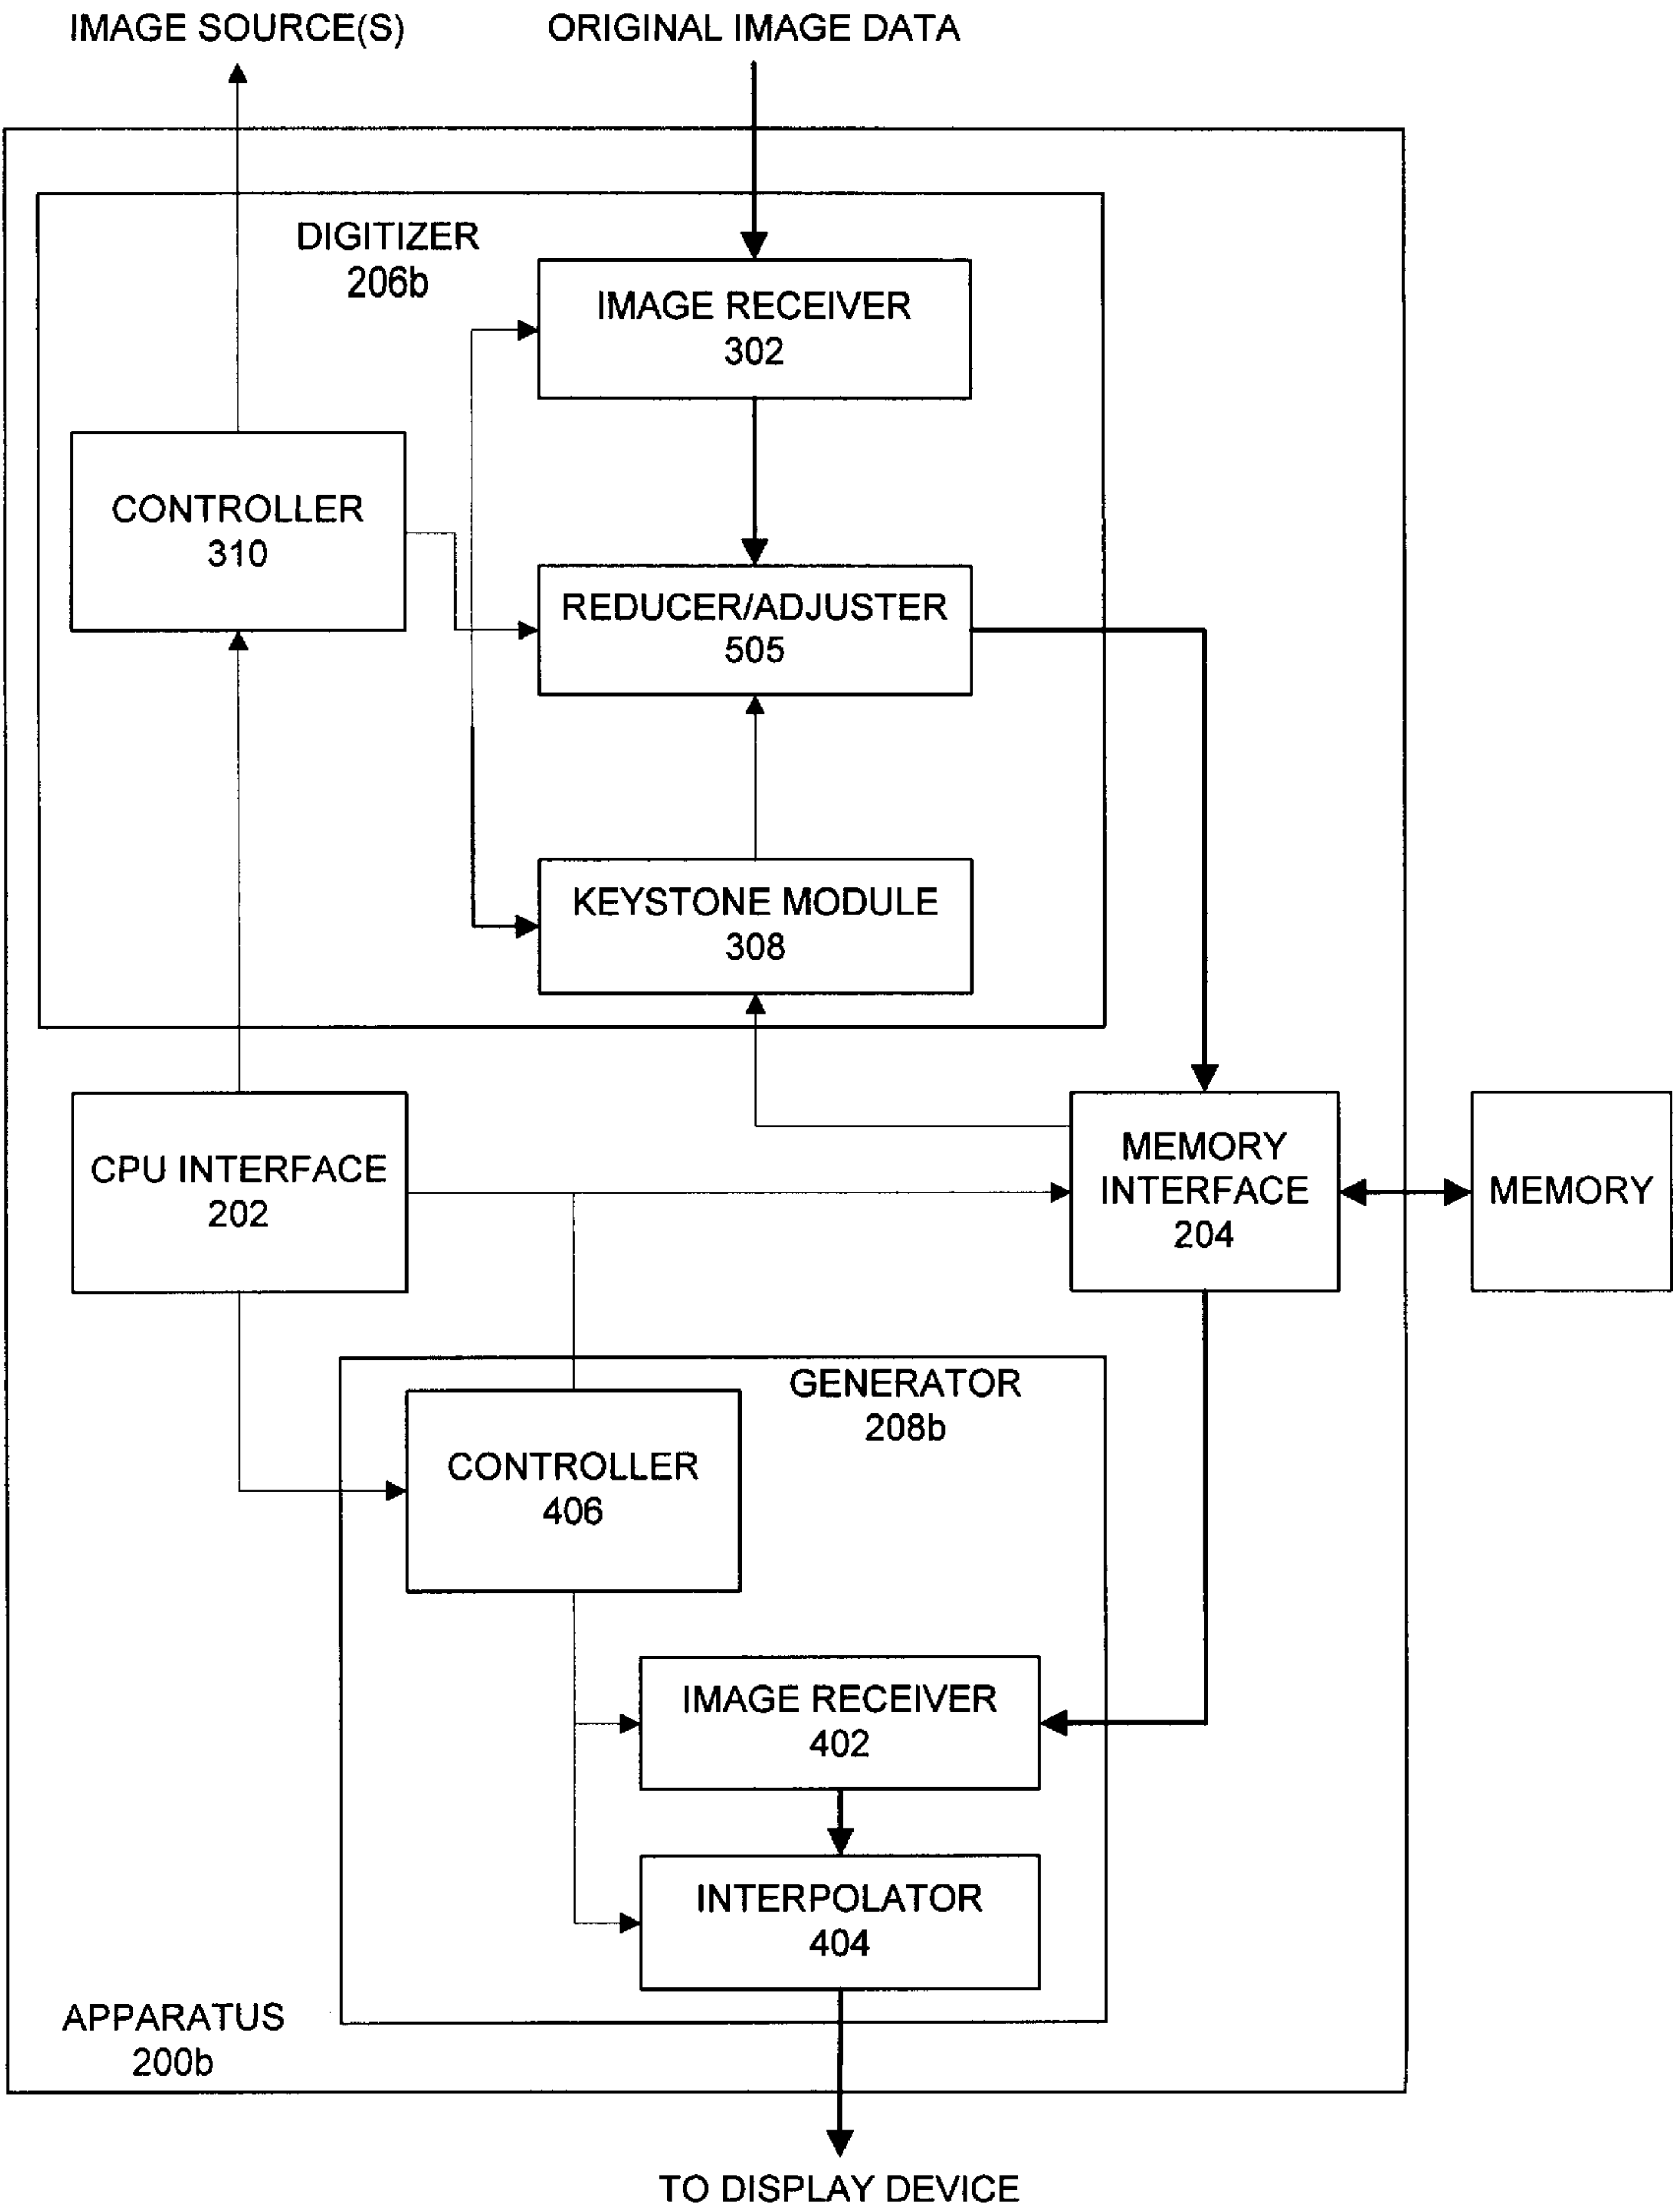 IMAGE SOURCE(S)
ORIGINAL IMAGE DATA
DIGITIZER
206b
IMAGE RECEIVER
302
CONTROLLER
310
REDUCER/ADJUSTER
505
KEYSTONE MODULE
308
CPU INTERFACE
202
MEMORY
INTERFACE
204
MEMORY
GENERATOR
208b
CONTROLLER
406
IMAGE RECEIVER
402
INTERPOLATOR
404
APPARATUS
200b
TO DISPLAY DEVICE